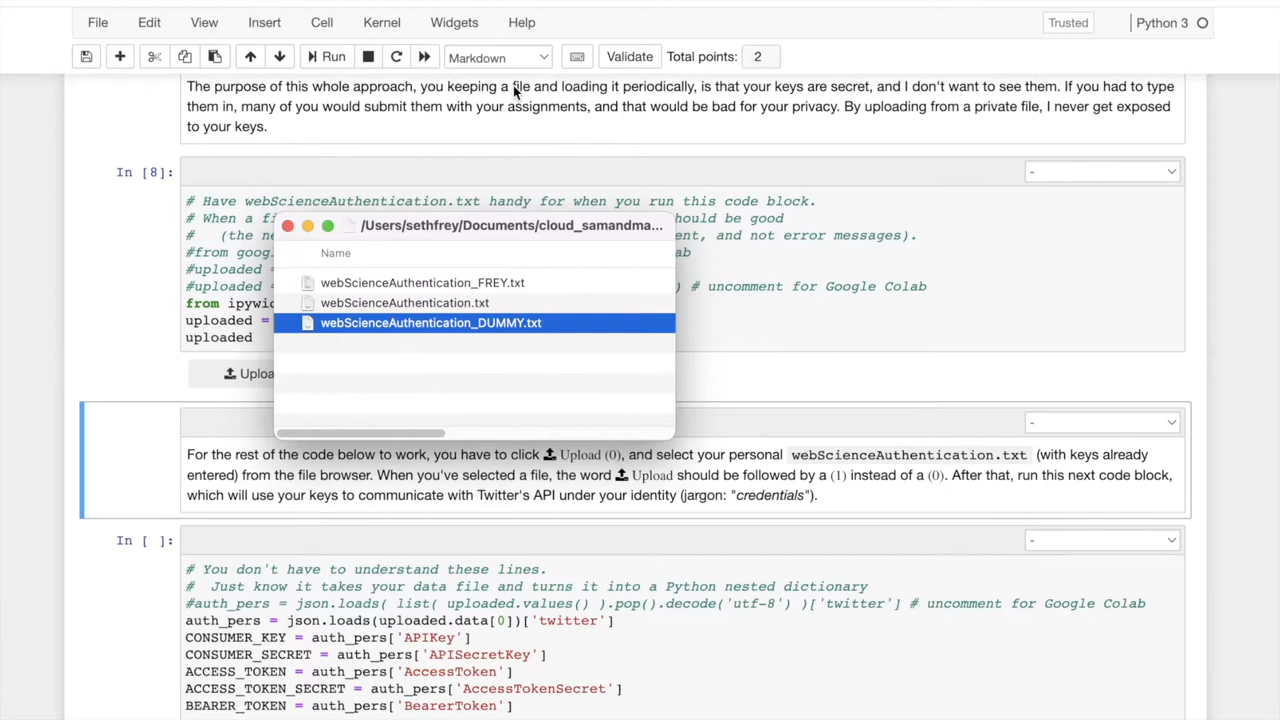 File Edit View Insert Cell Kernel Widgets Help Trusted Python 3
Run Markdown Validate Total points: 2
The purpose of this whole approach, you keeping a file and loading it periodically, is that your keys are secret, and I don't want to see them. If you had to type
them in, many of you would submit them with your assignments, and that would be bad for your privacy. By uploading from a private file, I never get exposed
to your keys.
In [8]: -
# Have webScienceAuthentication.txt handy for when you run this code block.
# When a fi hould be good
/Users/sethfrey/Documents/cloud_samandma...
# (the ne ent, and not error messages).
Name
#from goog ab
#uploaded =
webScienceAuthentication_FREY.txt
#uploaded = ) # uncomment for Google Colab
from ipywid
webScienceAuthentication.txt
uploaded =
webScienceAuthentication_DUMMY.txt
uploaded
Uploa
-
For the rest of the code below to work, you have to click Upload (0), and select your personal webScienceAuthentication.txt (with keys already
entered) from the file browser. When you've selected a file, the word Upload should be followed by a (1) instead of a (0). After that, run this next code block,
which will use your keys to communicate with Twitter's API under your identity (jargon: "credentials").
In [ ]: -
# You don't have to understand these lines.
# Just know it takes your data file and turns it into a Python nested dictionary
#auth_pers = json.loads( list( uploaded.values() ).pop().decode('utf-8') )['twitter'] # uncomment for Google Colab
auth_pers = json.loads(uploaded.data[0])['twitter']
CONSUMER_KEY = auth_pers['APIKey']
CONSUMER_SECRET = auth_pers['APISecretKey']
ACCESS_TOKEN = auth_pers['AccessToken']
ACCESS_TOKEN_SECRET = auth_pers['AccessTokenSecret']
BEARER_TOKEN = auth_pers['BearerToken']